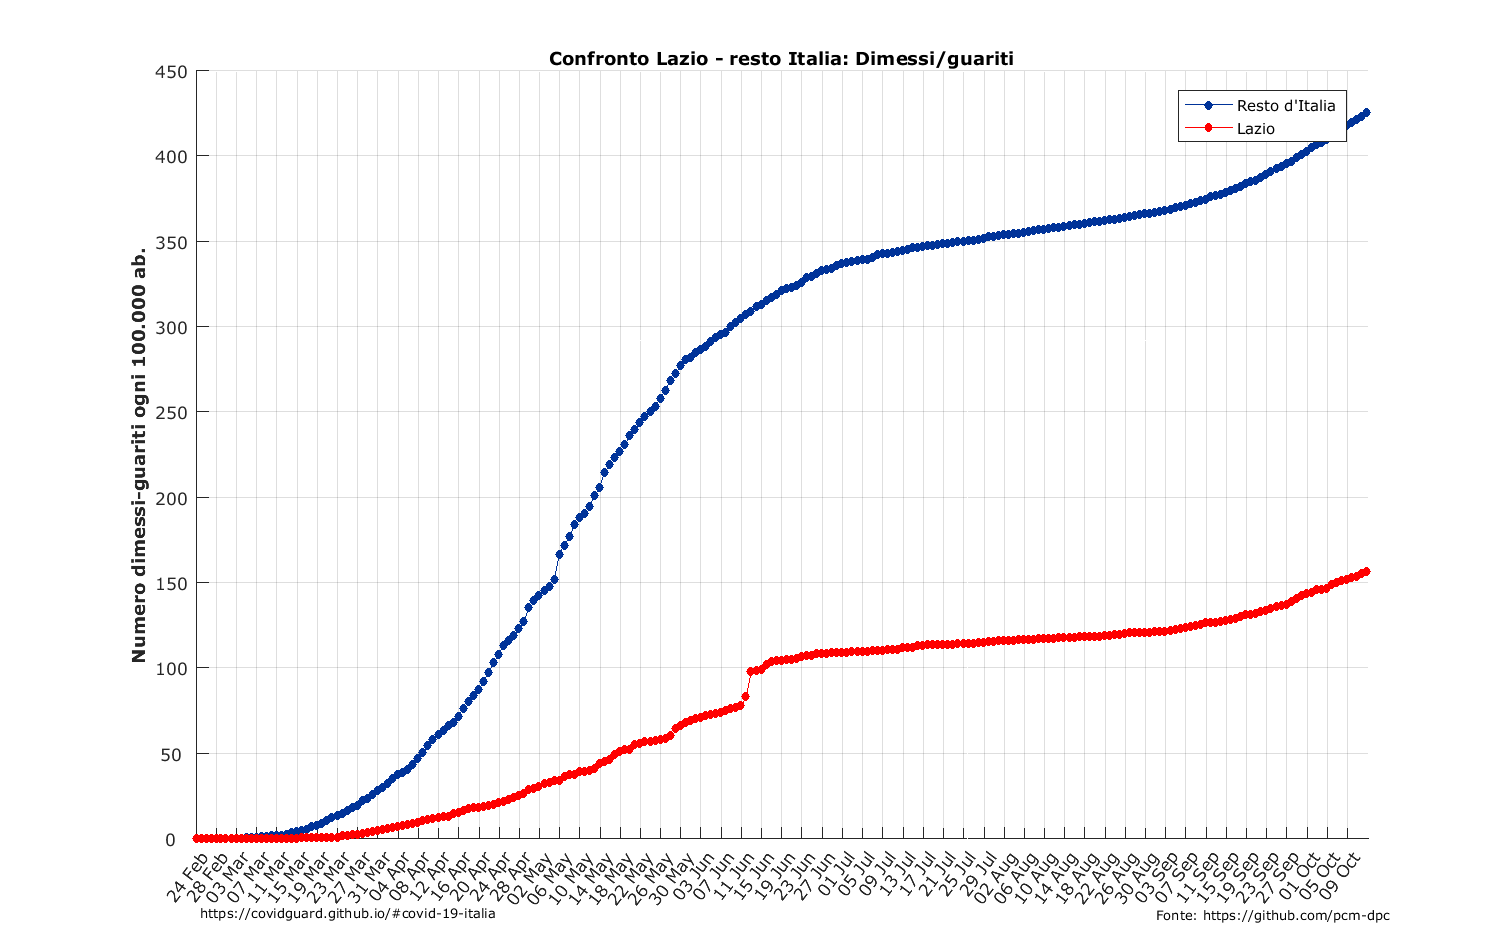 Confronto Lazio - resto Italia: Dimessi/guariti
Numero dimessi-guariti ogni 100.000 ab.
450
400
350
300
250
200
150
100
50
0
Resto d'Italia
Lazio
24 Feb
28 Feb
03 Mar
07 Mar
11 Mar
15 Mar
19 Mar
23 Mar
27 Mar
31 Mar
04 Apr
08 Apr
12 Apr
16 Apr
20 Apr
24 Apr
28 Apr
02 May
06 May
10 May
14 May
18 May
22 May
26 May
30 May
03 Jun
07 Jun
11 Jun
15 Jun
19 Jun
23 Jun
27 Jun
01 Jul
05 Jul
09 Jul
13 Jul
17 Jul
21 Jul
25 Jul
29 Jul
02 Aug
06 Aug
10 Aug
14 Aug
18 Aug
22 Aug
26 Aug
30 Aug
03 Sep
07 Sep
11 Sep
15 Sep
19 Sep
23 Sep
27 Sep
01 Oct
05 Oct
09 Oct
https://covidguard.github.io/#covid-19-italia
Fonte: https://github.com/pcm-dpc